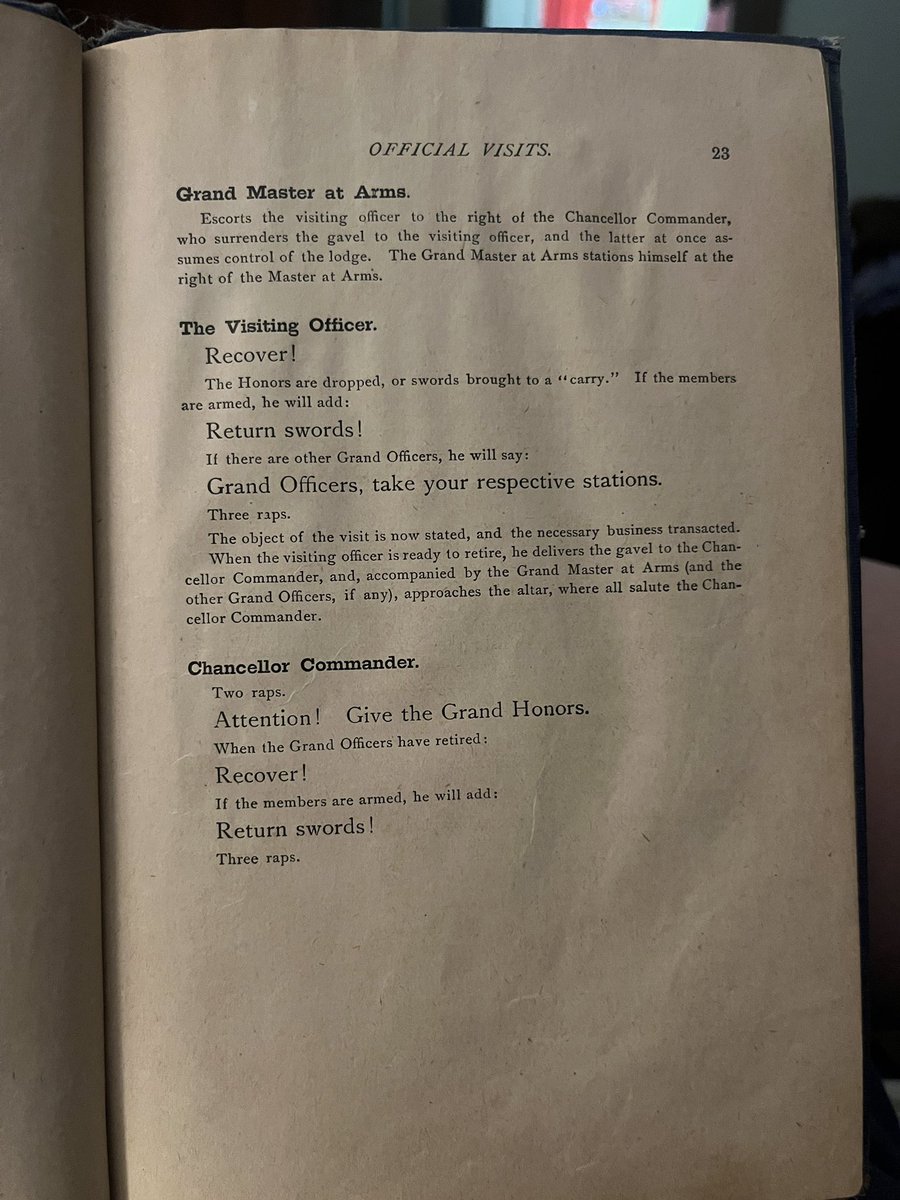 OFFICIAL VISITS. 23
Grand Master at Arms.
Escorts the visiting officer to the right of the Chancellor Commander,
who surrenders the gavel to the visiting officer, and the latter at once as-
sumes control of the lodge. The Grand Master at Arms stations himself at the
right of the Master at Arms.
The Visiting Officer.
Recover!
The Honors are dropped, or swords brought to a “carry.” If the members
are armed, he will add:
Return swords!
If there are other Grand Officers, he will say:
Grand Officers, take your respective stations.
Three raps.
The object of the visit is now stated, and the necessary business transacted.
When the visiting officer is ready to retire, he delivers the gavel to the Chan-
cellor Commander, and, accompanied by the Grand Master at Arms (and the
other Grand Officers, if any), approaches the altar, where all salute the Chan-
cellor Commander.
Chancellor Commander.
Two raps.
Attention! Give the Grand Honors.
When the Grand Officers have retired:
Recover!
If the members are armed, he will add:
Return swords!
Three raps.